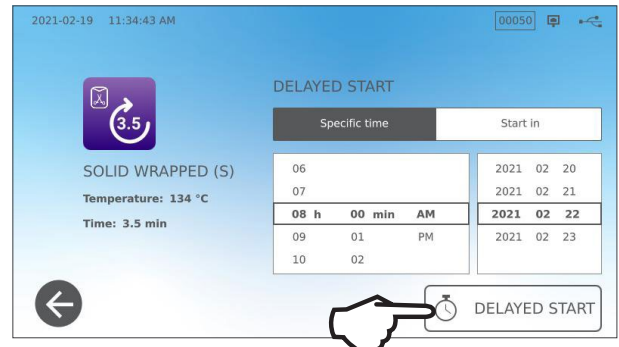 2021-02-19 11:34:43 AM 00050
DELAYED START
3.5
Specific time Start in
SOLID WRAPPED (S)
Temperature: 134 °C
Time: 3.5 min
06 2021 02 20
07 2021 02 21
08 h 00 min AM 2021 02 22
09 01 PM 2021 02 23
10 02
DELAYED START